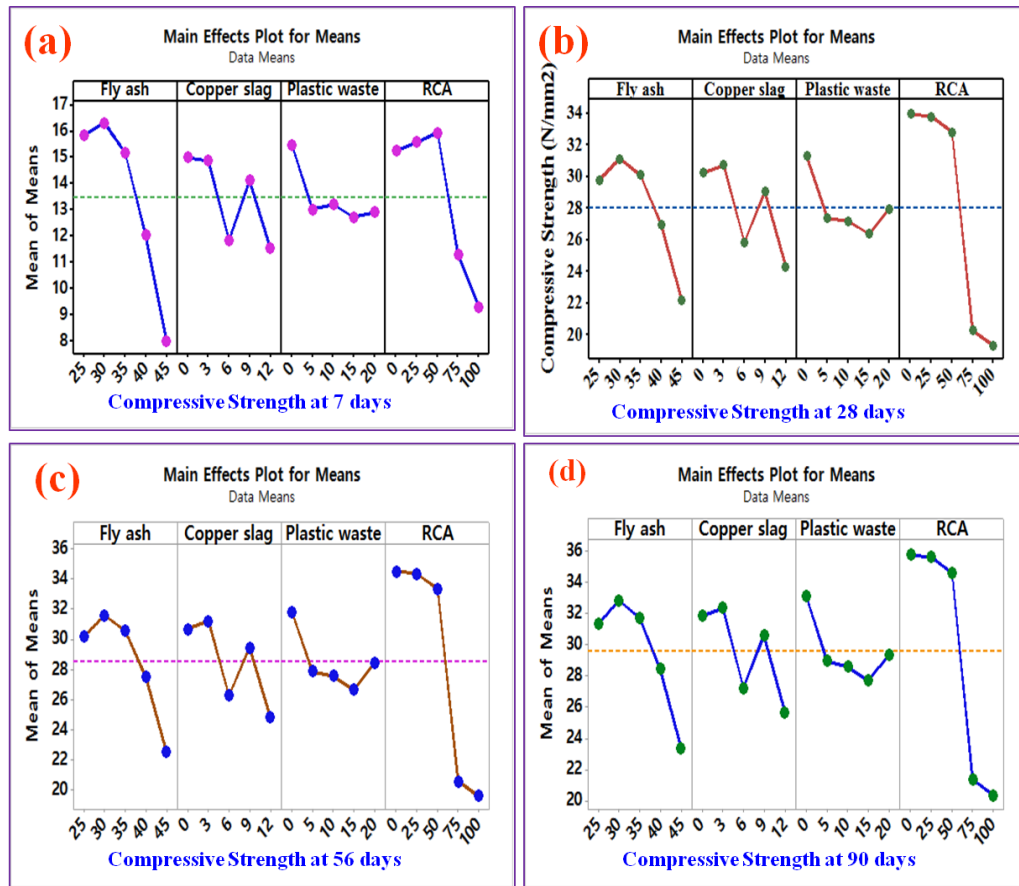 (a)
Main Effects Plot for Means
Data Means
Fly ash Copper slag Plastic waste RCA
Mean of Means
17
16
15
14
13
12
11
10
9
8
25 30 35 40 45 0 3 6 9 12 0 5 10 15 20 0 25 50 75 100
Compressive Strength at 7 days
(b)
Main Effects Plot for Means
Data Means
Fly ash Copper slag Plastic waste RCA
Compressive Strength (N/mm2)
34
32
30
28
26
24
22
20
25 30 35 40 45 0 3 6 9 12 0 5 10 15 20 0 25 50 75 100
Compressive Strength at 28 days
(c)
Main Effects Plot for Means
Data Means
Fly ash Copper slag Plastic waste RCA
Mean of Means
36
34
32
30
28
26
24
22
20
25 30 35 40 45 0 3 6 9 12 0 5 10 15 20 0 25 50 75 100
Compressive Strength at 56 days
(d)
Main Effects Plot for Means
Data Means
Fly ash Copper slag Plastic waste RCA
Mean of Means
36
34
32
30
28
26
24
22
20
25 30 35 40 45 0 3 6 9 12 0 5 10 15 20 0 25 50 75 100
Compressive Strength at 90 days